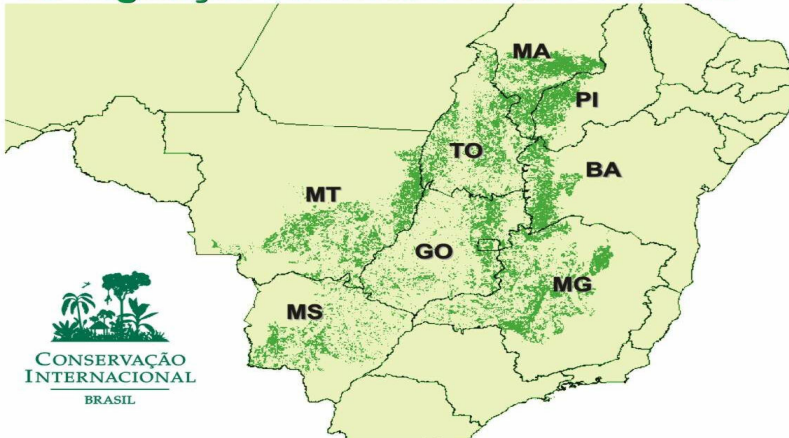 MA
PI
TO
BA
MT
GO
MG
MS
CONSERVAÇÃO
INTERNACIONAL
BRASIL